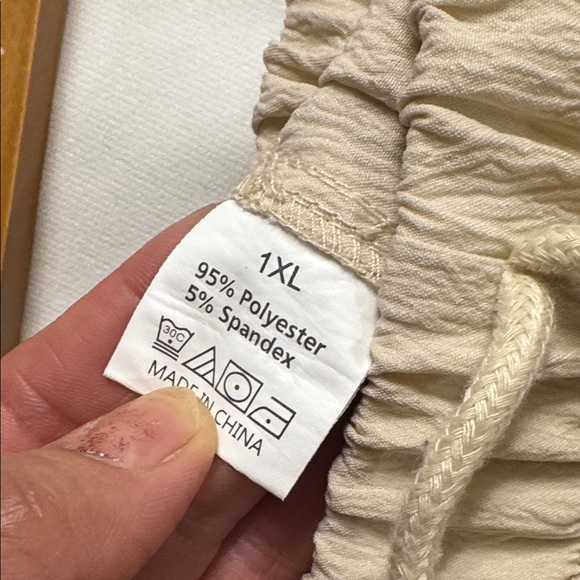 1XL
95% Polyester
5% Spandex
30C
MADE IN CHINA